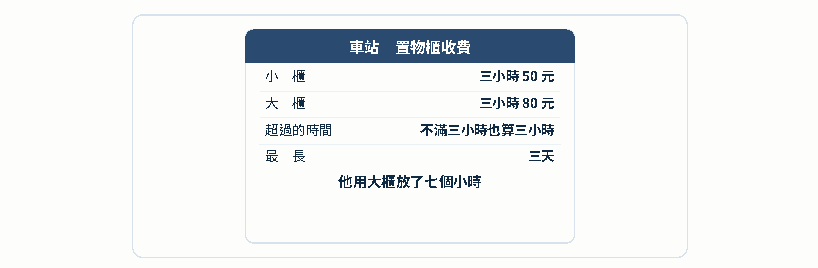 車站　置物櫃收費
小　櫃　三小時 50 元
大　櫃　三小時 80 元
超過的時間　不滿三小時也算三小時
最　長　三天
他用大櫃放了七個小時